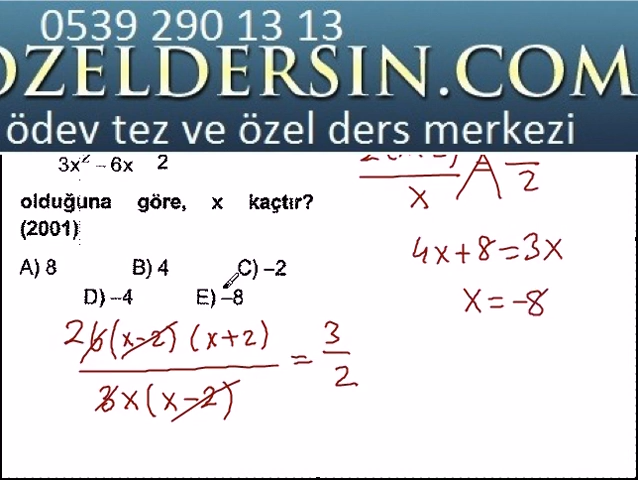 0539 290 13 13
OZELDERSIN.COM
ödev tez ve özel ders merkezi
3x² – 6x 2
olduğuna göre, x kaçtır?
(2001)
A) 8 B) 4 C) –2
D) –4 E) –8
2 6(x-2) (x+2) = 3
3x(x-2) 2
x 2
4x+8=3x
x=-8